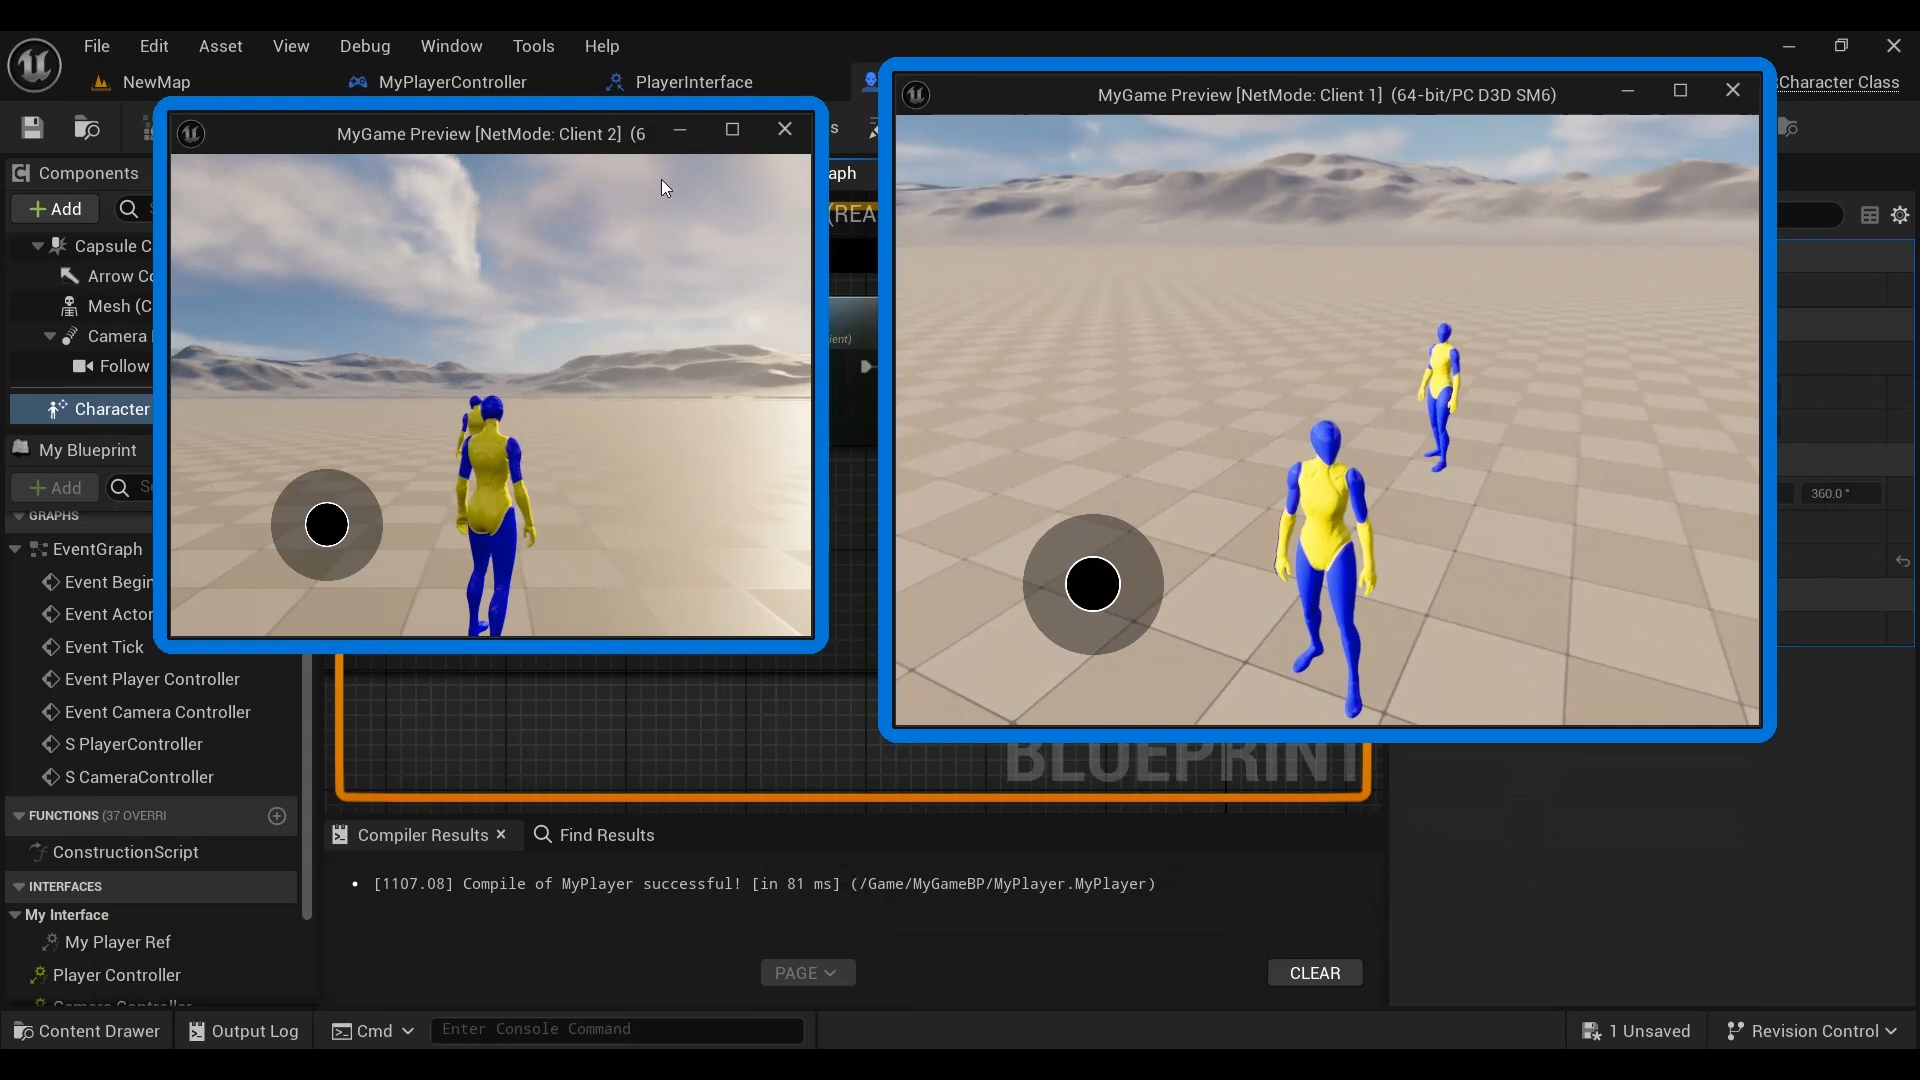 File Edit Asset View Debug Window Tools Help
NewMap MyPlayerController PlayerInterface Character Class
MyGame Preview [NetMode: Client 2] (6
MyGame Preview [NetMode: Client 1] (64-bit/PC D3D SM6)
Components
+ Add
Capsule C
Arrow Co
Mesh (C
Camera
Follow
Character
My Blueprint
+ Add
GRAPHS
EventGraph
Event Begin
Event Actor
Event Tick
Event Player Controller
Event Camera Controller
S PlayerController
S CameraController
FUNCTIONS (37 OVERRI
ConstructionScript
INTERFACES
My Interface
My Player Ref
Player Controller
s
aph
(REA
ient)
360.0 °
BLUEPRINT
Compiler Results Find Results
• [1107.08] Compile of MyPlayer successful! [in 81 ms] (/Game/MyGameBP/MyPlayer.MyPlayer)
PAGE CLEAR
Content Drawer Output Log Cmd Enter Console Command 1 Unsaved Revision Control